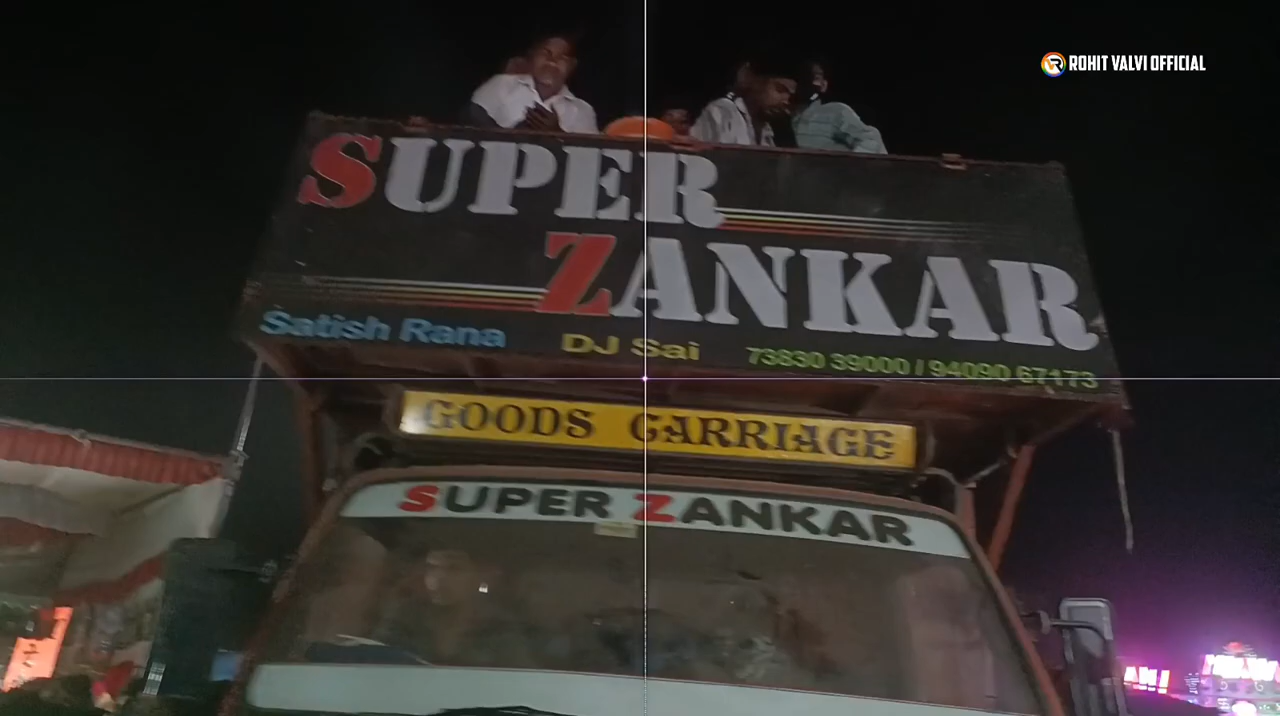 ROHIT VALVI OFFICIAL
SUPER
ZANKAR
Satish Rana DJ Sai 73830 39000 / 94090 67173
GOODS CARRIAGE
SUPER ZANKAR